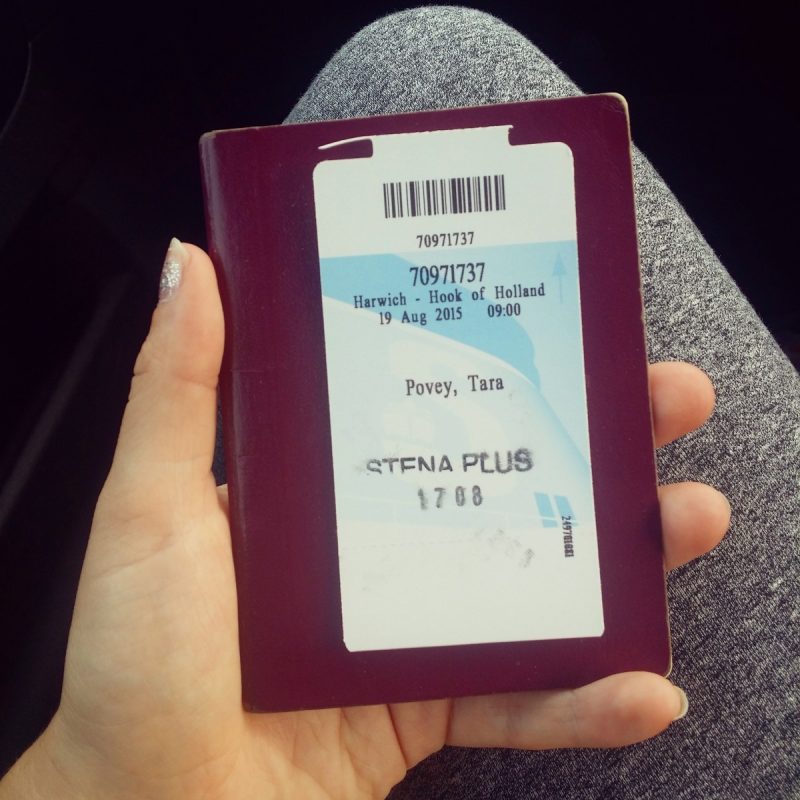 70971737
70971737
Harwich - Hook of Holland
19 Aug 2015 09:00
Povey, Tara
STENA PLUS
1708